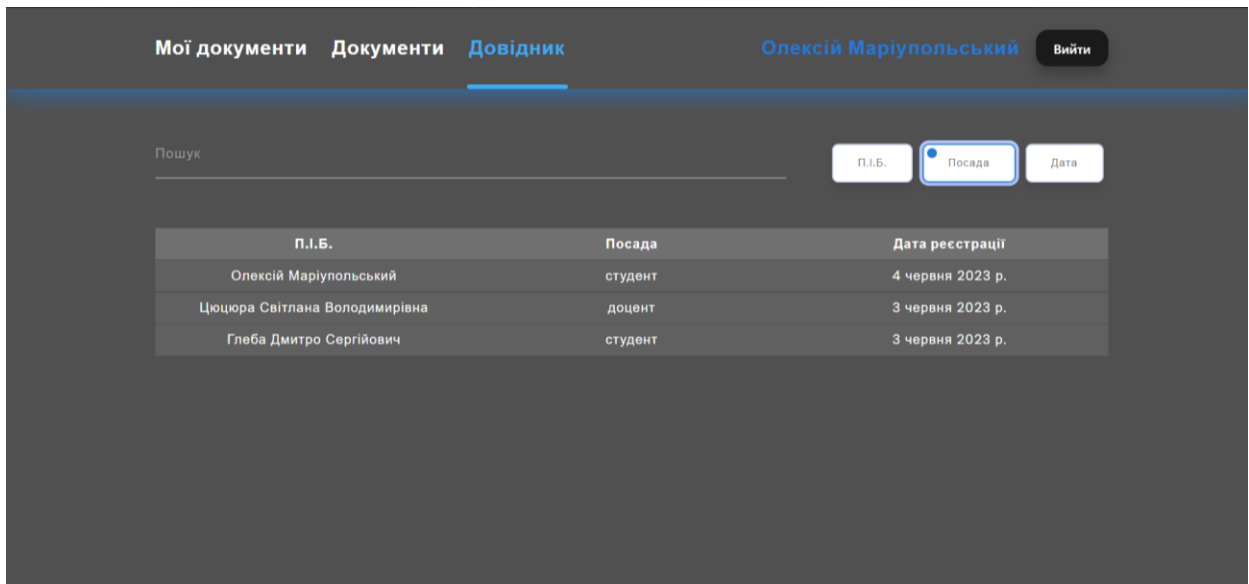 Мої документи Документи Довідник Олексій Маріупольський Вийти
Пошук П.І.Б. Посада Дата
П.І.Б. Посада Дата реєстрації
Олексій Маріупольський студент 4 червня 2023 р.
Цюцюра Світлана Володимирівна доцент 3 червня 2023 р.
Глеба Дмитро Сергійович студент 3 червня 2023 р.